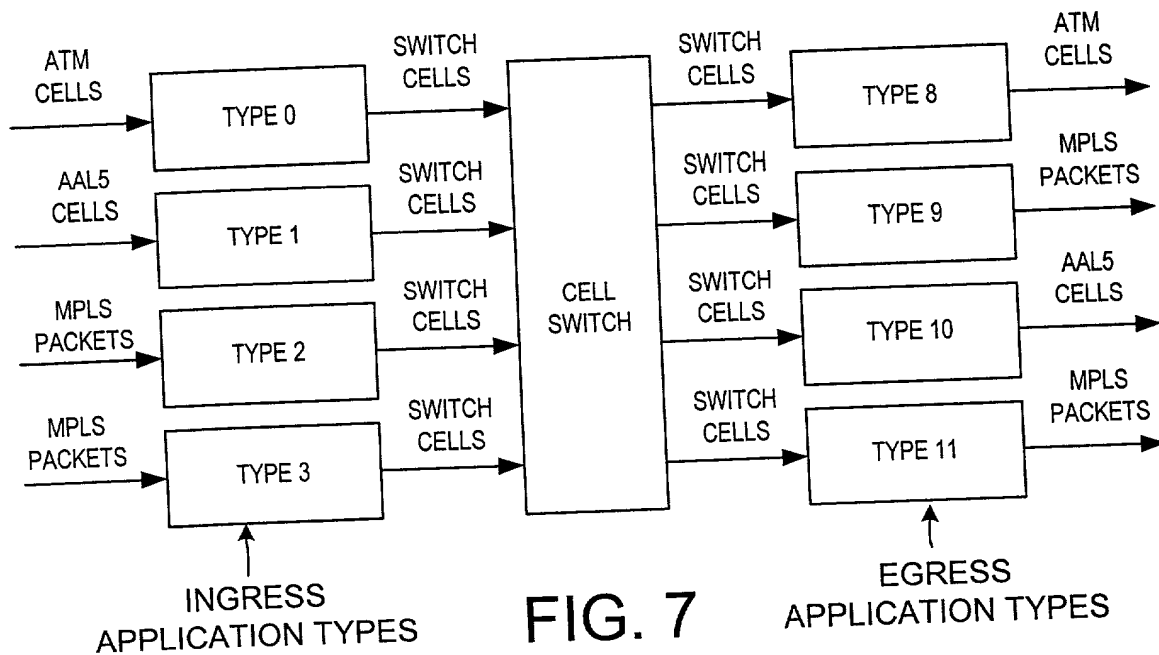 ATM
CELLS
TYPE 0
SWITCH
CELLS
SWITCH
CELLS
TYPE 8
ATM
CELLS
AAL5
CELLS
TYPE 1
SWITCH
CELLS
SWITCH
CELLS
TYPE 9
MPLS
PACKETS
MPLS
PACKETS
TYPE 2
SWITCH
CELLS
CELL
SWITCH
SWITCH
CELLS
TYPE 10
AAL5
CELLS
MPLS
PACKETS
TYPE 3
SWITCH
CELLS
SWITCH
CELLS
TYPE 11
MPLS
PACKETS
INGRESS
APPLICATION TYPES
FIG. 7
EGRESS
APPLICATION TYPES